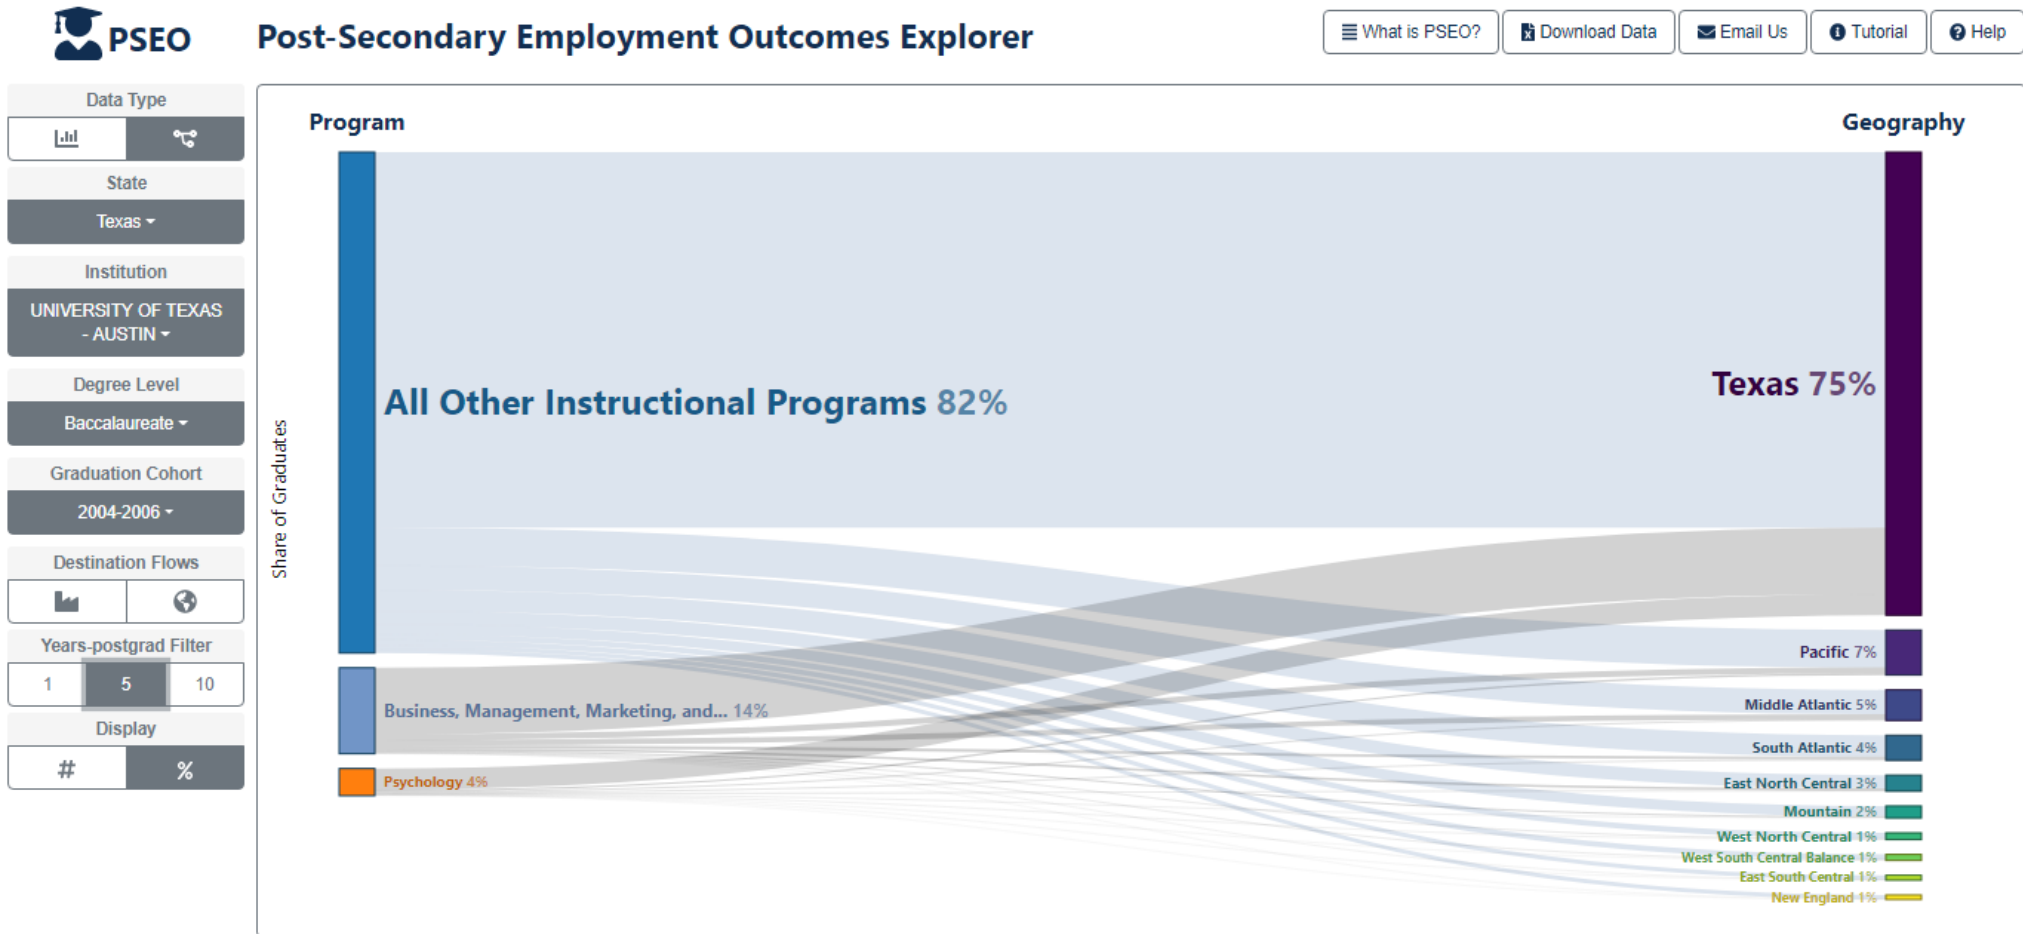 PSEO
Post-Secondary Employment Outcomes Explorer
What is PSEO?
Download Data
Email Us
Tutorial
Help
Data Type
State
Texas
Institution
UNIVERSITY OF TEXAS
- AUSTIN
Degree Level
Baccalaureate
Graduation Cohort
2004-2006
Destination Flows
Years-postgrad Filter
1 5 10
Display
# %
Program
Geography
Share of Graduates
All Other Instructional Programs 82%
Business, Management, Marketing, and... 14%
Psychology 4%
Texas 75%
Pacific 7%
Middle Atlantic 5%
South Atlantic 4%
East North Central 3%
Mountain 2%
West North Central 1%
West South Central Balance 1%
East South Central 1%
New England 1%